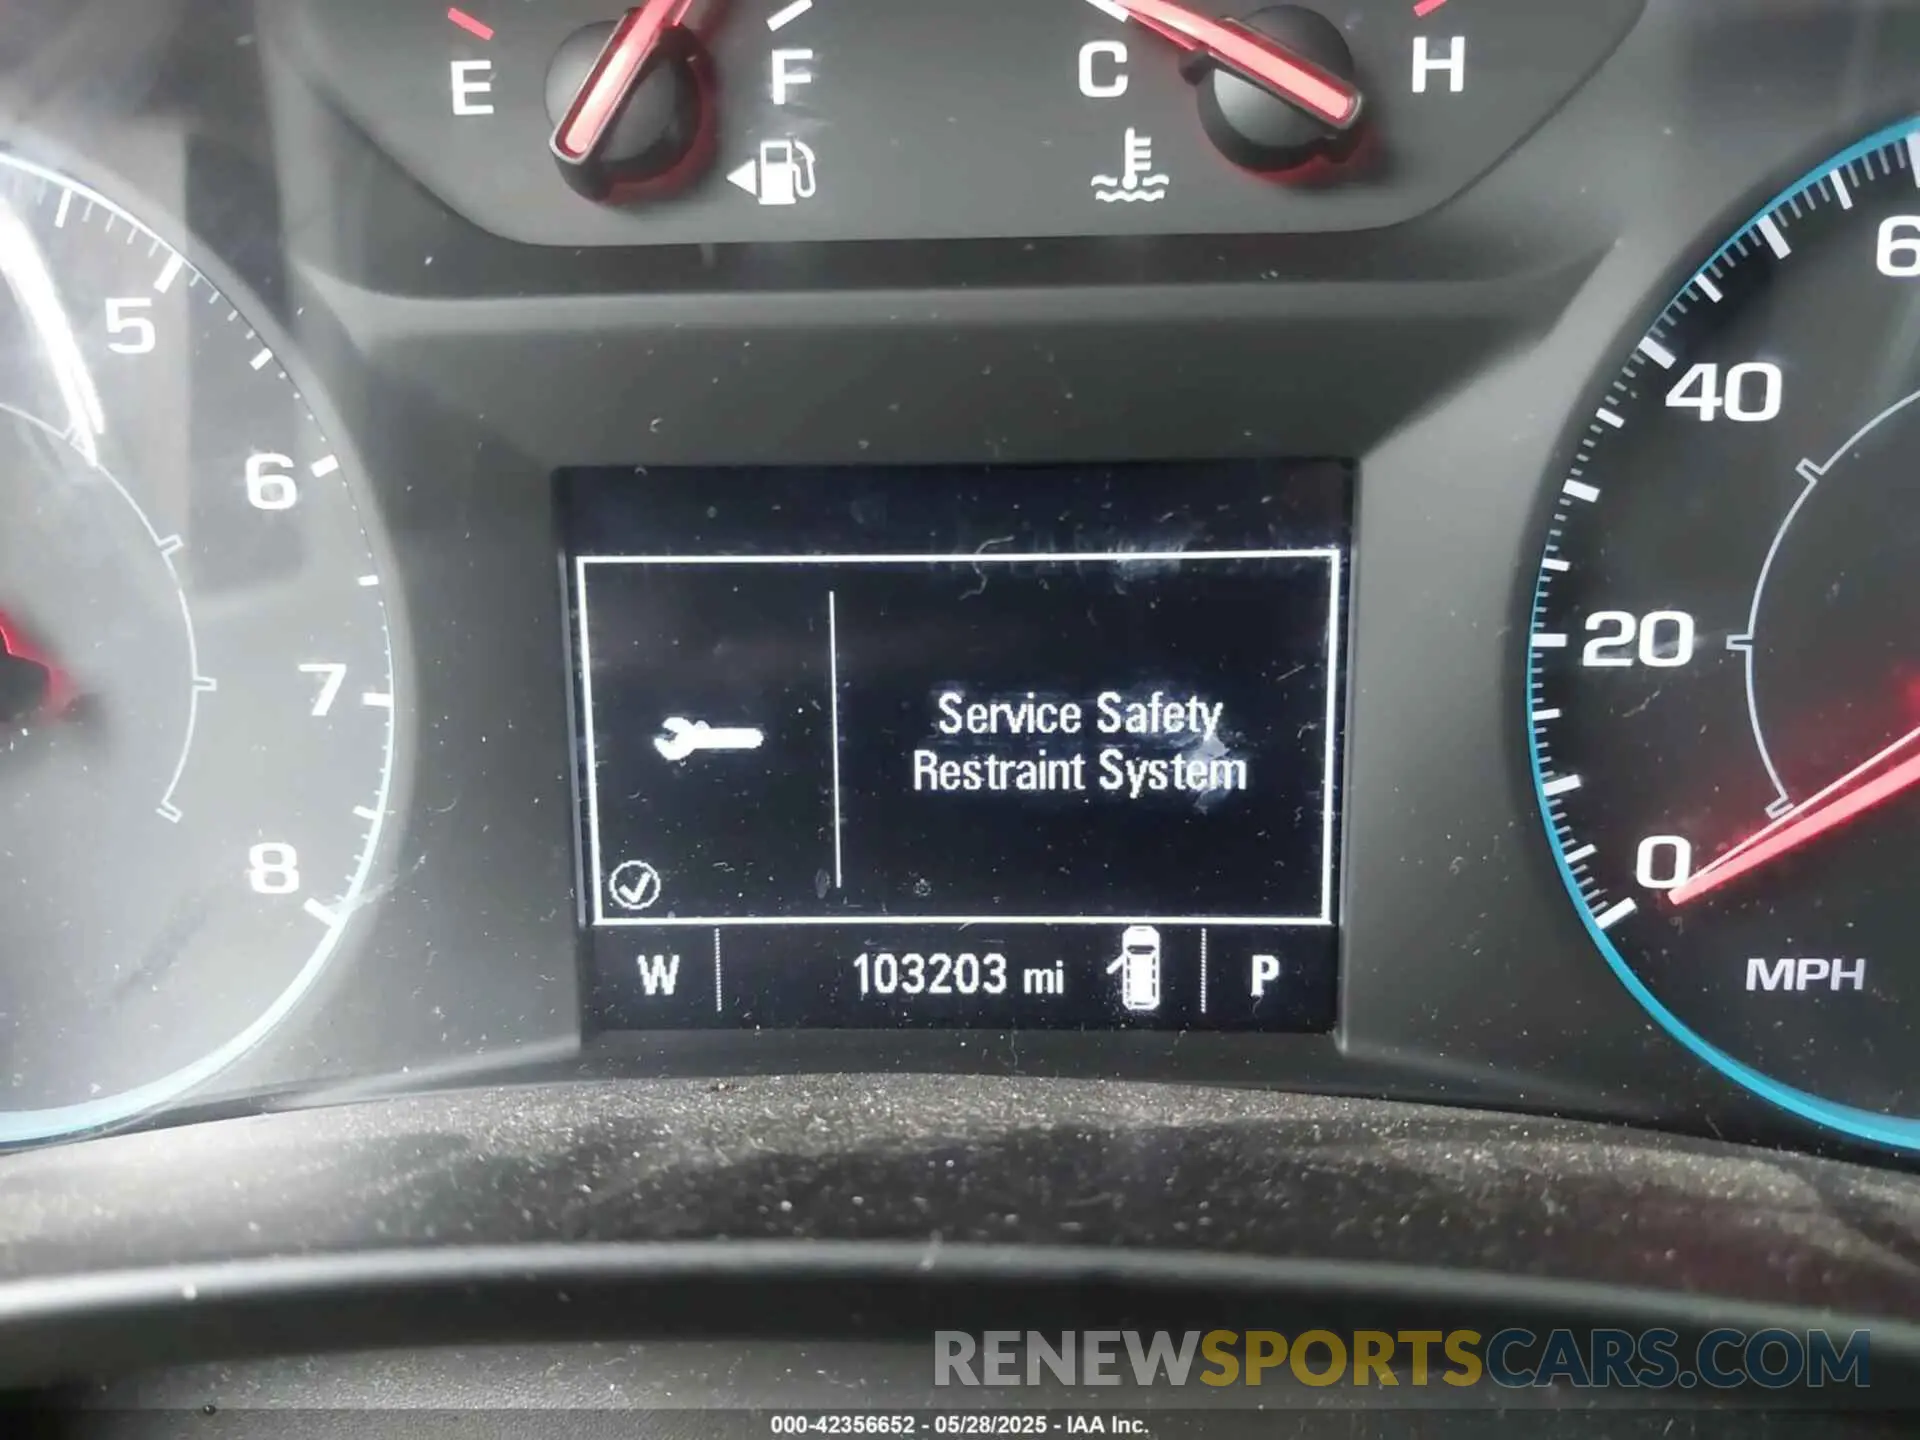 E F C H
5
6
7
8
6
40
20
0
MPH
Service Safety
Restraint System
W 103203 mi P
RENEWSPORTSCARS.COM
000-42356652 - 05/28/2025 - IAA Inc.